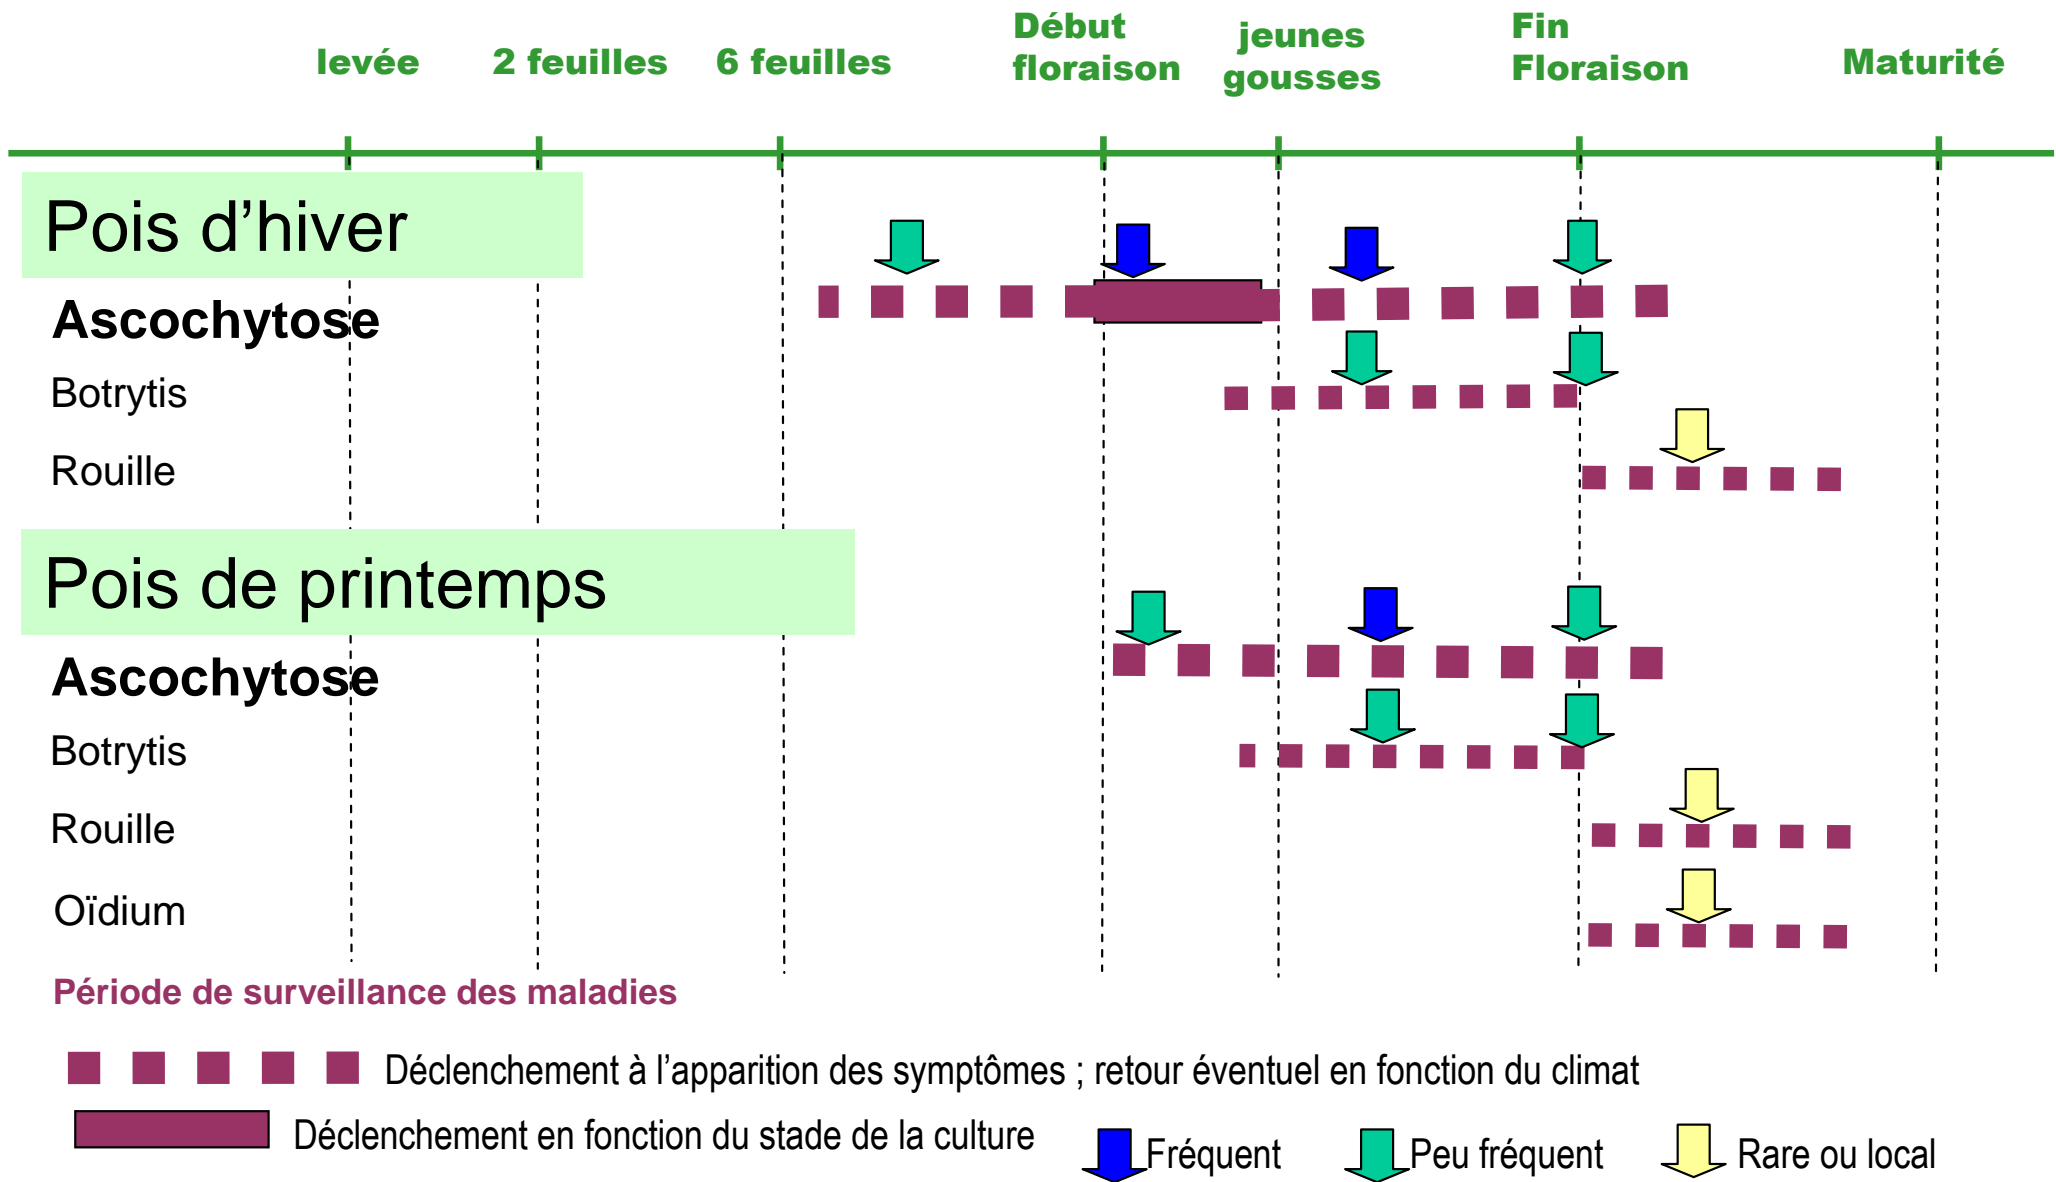 levée
2 feuilles
6 feuilles
Début
floraison
jeunes
gousses
Fin
Floraison
Maturité
Pois d’hiver
Ascochytose
Botrytis
Rouille
Pois de printemps
Ascochytose
Botrytis
Rouille
Oïdium
Période de surveillance des maladies
Déclenchement à l’apparition des symptômes ; retour éventuel en fonction du climat
Déclenchement en fonction du stade de la culture
Fréquent
Peu fréquent
Rare ou local